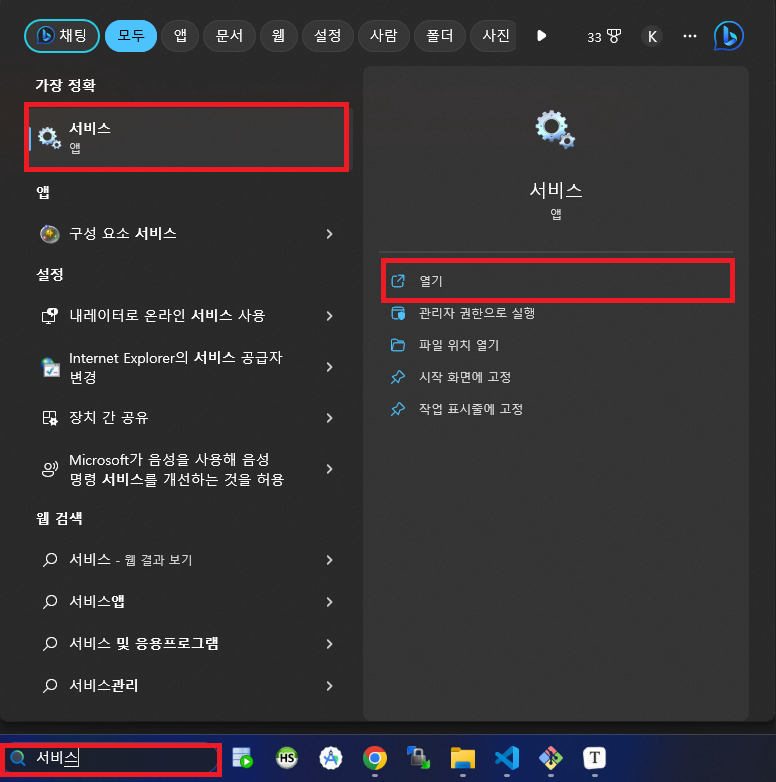 채팅
모두
앱
문서
웹
설정
사람
폴더
사진
33
K
가장 정확
서비스
앱
앱
구성 요소 서비스
설정
내레이터로 온라인 서비스 사용
Internet Explorer의 서비스 공급자
변경
장치 간 공유
Microsoft가 음성을 사용해 음성
명령 서비스를 개선하는 것을 허용
웹 검색
서비스 - 웹 결과 보기
서비스앱
서비스 및 응용프로그램
서비스관리
서비스
앱
열기
관리자 권한으로 실행
파일 위치 열기
시작 화면에 고정
작업 표시줄에 고정
서비스
HS
T